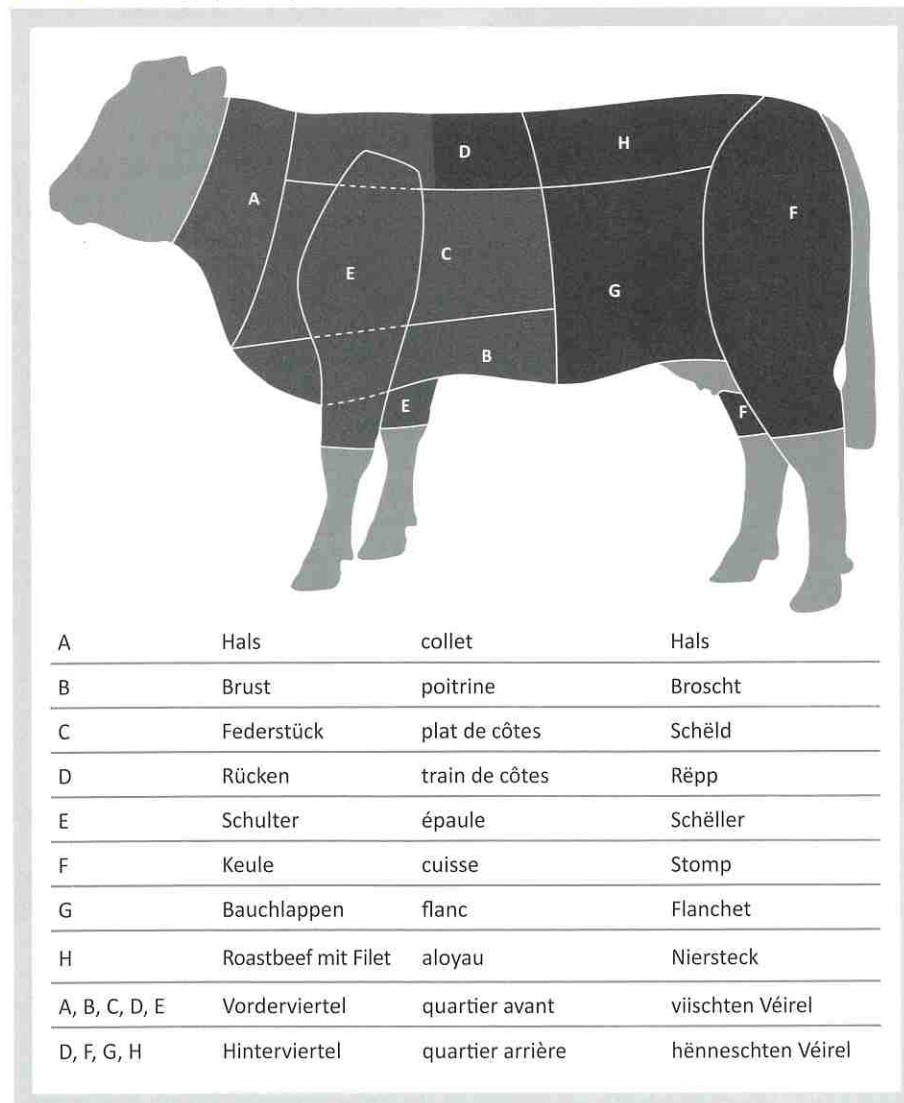 A
D
H
F
E
C
G
B
E
F
A Hals collet Hals
B Brust poitrine Broscht
C Federstück plat de côtes Schëld
D Rücken train de côtes Rëpp
E Schulter épaule Schëller
F Keule cuisse Stomp
G Bauchlappen flanc Flanchet
H Roastbeef mit Filet aloyau Niersteck
A, B, C, D, E Vorderviertel quartier avant viischten Véirel
D, F, G, H Hinterviertel quartier arrière hënneschten Véirel